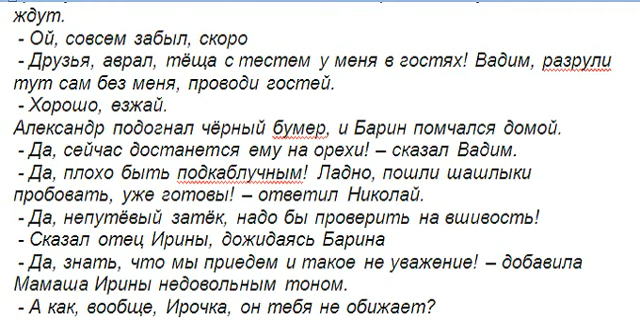 ждут.
- Ой, совсем забыл, скоро
- Друзья, аврал, тёща с тестем у меня в гостях! Вадим, разрули
тут сам без меня, проводи гостей.
- Хорошо, езжай.
Александр подогнал чёрный бумер, и Барин помчался домой.
- Да, сейчас достанется ему на орехи! – сказал Вадим.
- Да, плохо быть подкаблучным! Ладно, пошли шашлыки
пробовать, уже готовы! – ответил Николай.
- Да, непутёвый затёк, надо бы проверить на вшивость!
- Сказал отец Ирины, дожидаясь Барина
- Да, знать, что мы приедем и такое не уважение! – добавила
Мамаша Ирины недовольным тоном.
- А как, вообще, Ирочка, он тебя не обижает?